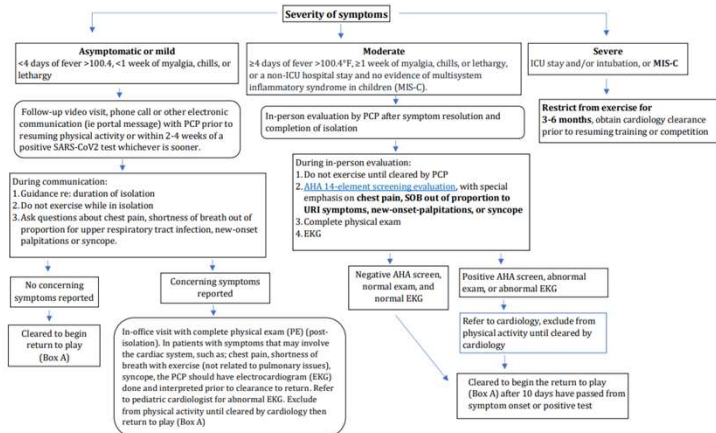 Severity of symptoms
Asymptomatic or mild
<4 days of fever >100.4, <1 week of myalgia, chills, or
lethargy
Moderate
≥4 days of fever >100.4°F, ≥1 week of myalgia, chills, or lethargy,
or a non-ICU hospital stay and no evidence of multisystem
inflammatory syndrome in children (MIS-C).
Severe
ICU stay and/or intubation, or MIS-C
Follow-up video visit, phone call or other electronic
communication (ie portal message) with PCP prior to
resuming physical activity or within 2-4 weeks of a
positive SARS-CoV2 test whichever is sooner.
In-person evaluation by PCP after symptom resolution and
completion of isolation
Restrict from exercise for
3-6 months, obtain cardiology clearance
prior to resuming training or competition
During communication:
1. Guidance re: duration of isolation
2. Do not exercise while in isolation
3. Ask questions about chest pain, shortness of breath out of
proportion for upper respiratory tract infection, new-onset
palpitations or syncope.
During in-person evaluation:
1. Do not exercise until cleared by PCP
2. AHA 14-element screening evaluation, with special
emphasis on chest pain, SOB out of proportion to
URI symptoms, new-onset-palpitations, or syncope
3. Complete physical exam
4. EKG
No concerning
symptoms reported
Concerning symptoms
reported
Negative AHA screen,
normal exam, and
normal EKG
Positive AHA screen, abnormal
exam, or abnormal EKG
Cleared to begin
return to play
(Box A)
In-office visit with complete physical exam (PE) (post-
isolation). In patients with symptoms that may involve
the cardiac system, such as; chest pain, shortness of
breath with exercise (not related to pulmonary issues),
syncope, the PCP should have electrocardiogram (EKG)
done and interpreted prior to clearance to return. Refer
to pediatric cardiologist for abnormal EKG. Exclude
from physical activity until cleared by cardiology then
return to play (Box A)
Refer to cardiology, exclude from
physical activity until cleared by
cardiology
Cleared to begin the return to play
(Box A) after 10 days have passed from
symptom onset or positive test